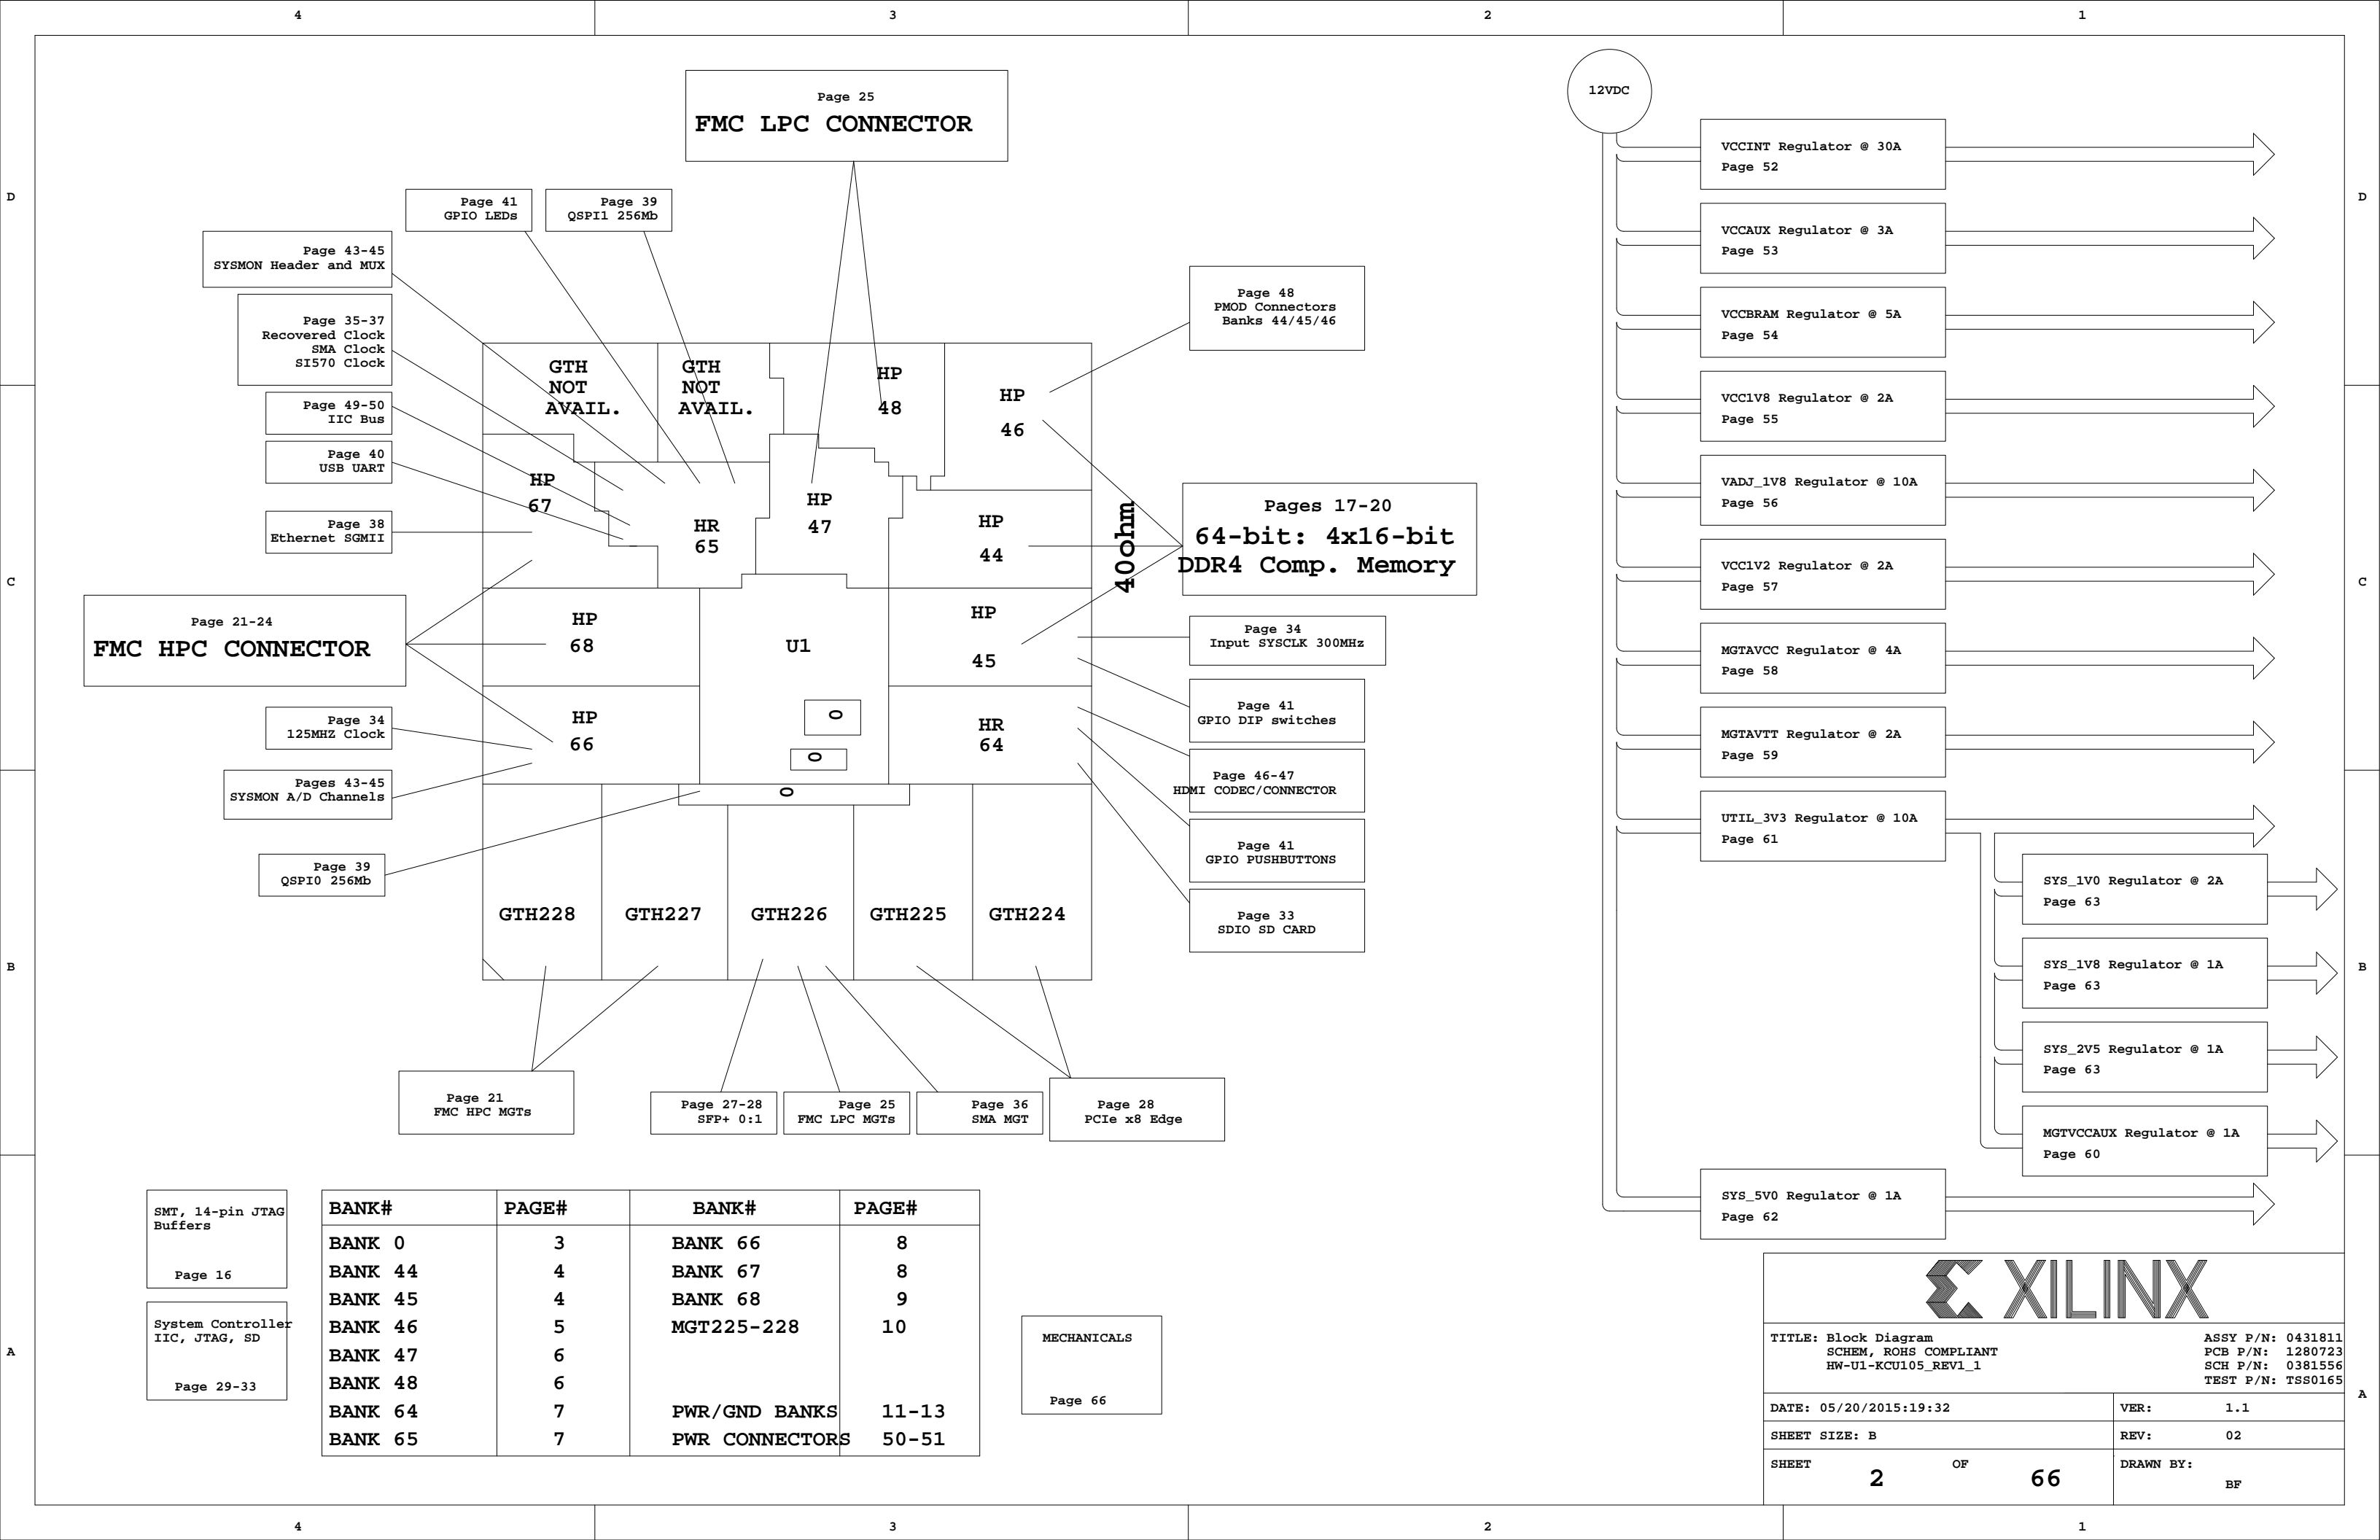 4 3 2 1
D
C
B
A
Page 25
FMC LPC CONNECTOR
Page 41
GPIO LEDs
Page 39
QSPI1 256Mb
Page 43-45
SYSMON Header and MUX
Page 35-37
Recovered Clock
SMA Clock
SI570 Clock
Page 49-50
IIC Bus
Page 40
USB UART
Page 38
Ethernet SGMII
Page 21-24
FMC HPC CONNECTOR
Page 34
125MHZ Clock
Pages 43-45
SYSMON A/D Channels
Page 39
QSPI0 256Mb
GTH
NOT
AVAIL.
GTH
NOT
AVAIL.
HP
48
HP
46
HP
67
HR
65
HP
47
HP
44
HP
68
U1
HP
45
HP
66
HR
64
0
0
0
GTH228
GTH227
GTH226
GTH225
GTH224
40ohm
Page 48
PMOD Connectors
Banks 44/45/46
Pages 17-20
64-bit: 4x16-bit
DDR4 Comp. Memory
Page 34
Input SYSCLK 300MHz
Page 41
GPIO DIP switches
Page 46-47
HDMI CODEC/CONNECTOR
Page 41
GPIO PUSHBUTTONS
Page 33
SDIO SD CARD
Page 21
FMC HPC MGTs
Page 27-28
SFP+ 0:1
Page 25
FMC LPC MGTs
Page 36
SMA MGT
Page 28
PCIe x8 Edge
12VDC
VCCINT Regulator @ 30A
Page 52
VCCAUX Regulator @ 3A
Page 53
VCCBRAM Regulator @ 5A
Page 54
VCC1V8 Regulator @ 2A
Page 55
VADJ_1V8 Regulator @ 10A
Page 56
VCC1V2 Regulator @ 2A
Page 57
MGTAVCC Regulator @ 4A
Page 58
MGTAVTT Regulator @ 2A
Page 59
UTIL_3V3 Regulator @ 10A
Page 61
SYS_1V0 Regulator @ 2A
Page 63
SYS_1V8 Regulator @ 1A
Page 63
SYS_2V5 Regulator @ 1A
Page 63
MGTVCCAUX Regulator @ 1A
Page 60
SYS_5V0 Regulator @ 1A
Page 62
SMT, 14-pin JTAG
Buffers
Page 16
System Controller
IIC, JTAG, SD
Page 29-33
BANK# PAGE# BANK# PAGE#
BANK 0 3 BANK 66 8
BANK 44 4 BANK 67 8
BANK 45 4 BANK 68 9
BANK 46 5 MGT225-228 10
BANK 47 6
BANK 48 6
BANK 64 7 PWR/GND BANKS 11-13
BANK 65 7 PWR CONNECTORS 50-51
MECHANICALS
Page 66
XILINX
TITLE: Block Diagram
SCHEM, ROHS COMPLIANT
HW-U1-KCU105_REV1_1
ASSY P/N: 0431811
PCB P/N: 1280723
SCH P/N: 0381556
TEST P/N: TSS0165
DATE: 05/20/2015:19:32
VER: 1.1
SHEET SIZE: B
REV: 02
SHEET 2 OF 66
DRAWN BY:
BF
D
C
B
A
4 3 2 1